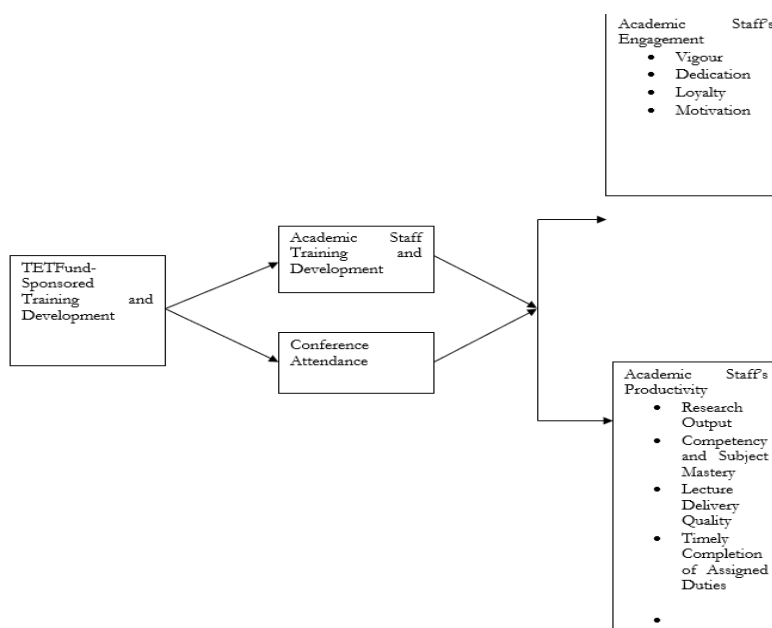 Academic Staff's
Engagement
• Vigour
• Dedication
• Loyalty
• Motivation
Academic Staff
Training and
Development
TETFund-
Sponsored
Training and
Development
Conference
Attendance
Academic Staff's
Productivity
• Research
Output
• Competency
and Subject
Mastery
• Lecture
Delivery
Quality
• Timely
Completion
of Assigned
Duties
•